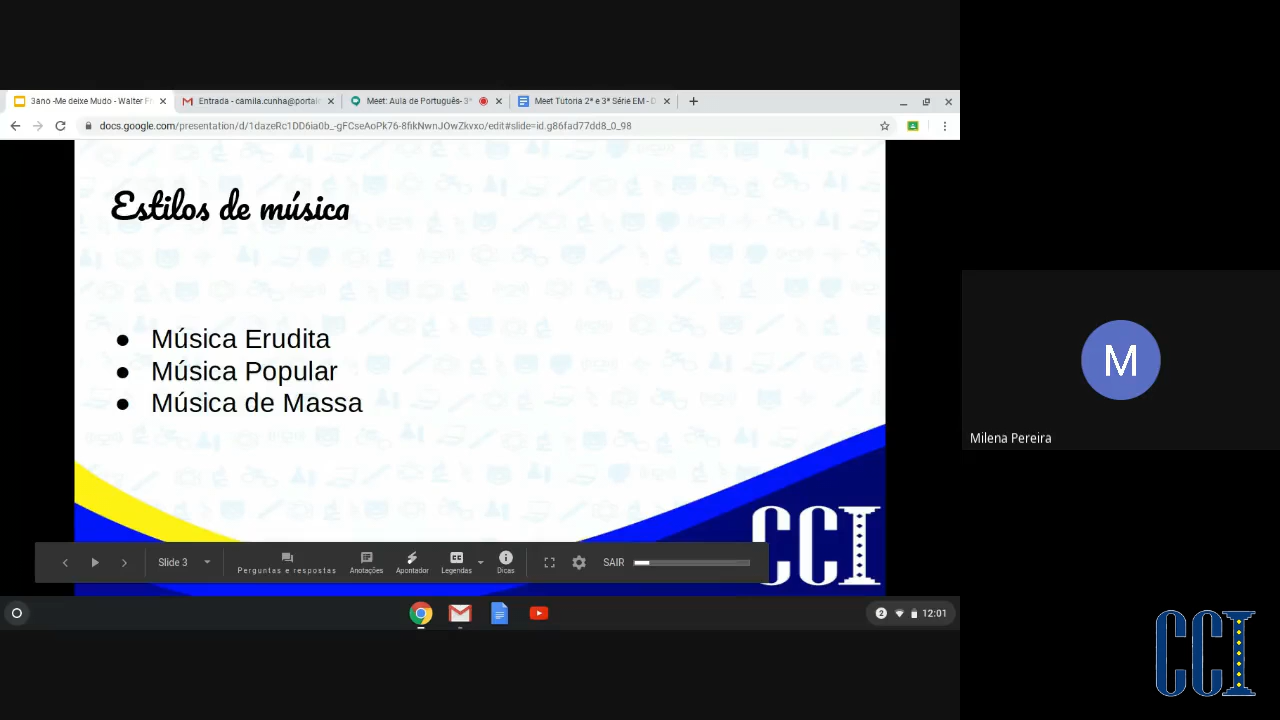 3ano -Me deixe Mudo - Walter Fr
Entrada - camila.cunha@portal
Meet: Aula de Português- 3ª
Meet Tutoria 2ª e 3ª Série EM - D
docs.google.com/presentation/d/1dazeRc1DD6ia0b_-gFCseAoPk76-8fikNwnJOwZkvxo/edit#slide=id.g86fad77dd8_0_98
Estilos de música
● Música Erudita
● Música Popular
● Música de Massa
M
Milena Pereira
CCI
Slide 3
Perguntas e respostas
Anotações
Apontador
Legendas
Dicas
SAIR
2
12:01
CCI